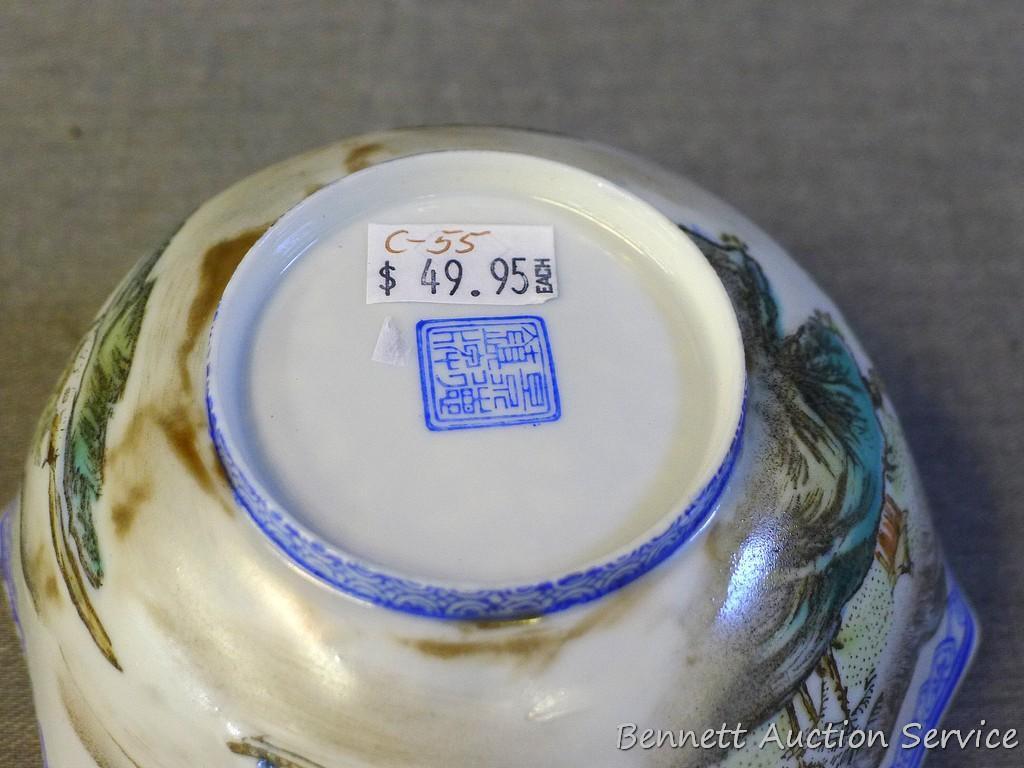 C-55
$ 49.95 EACH
Bennett Auction Service